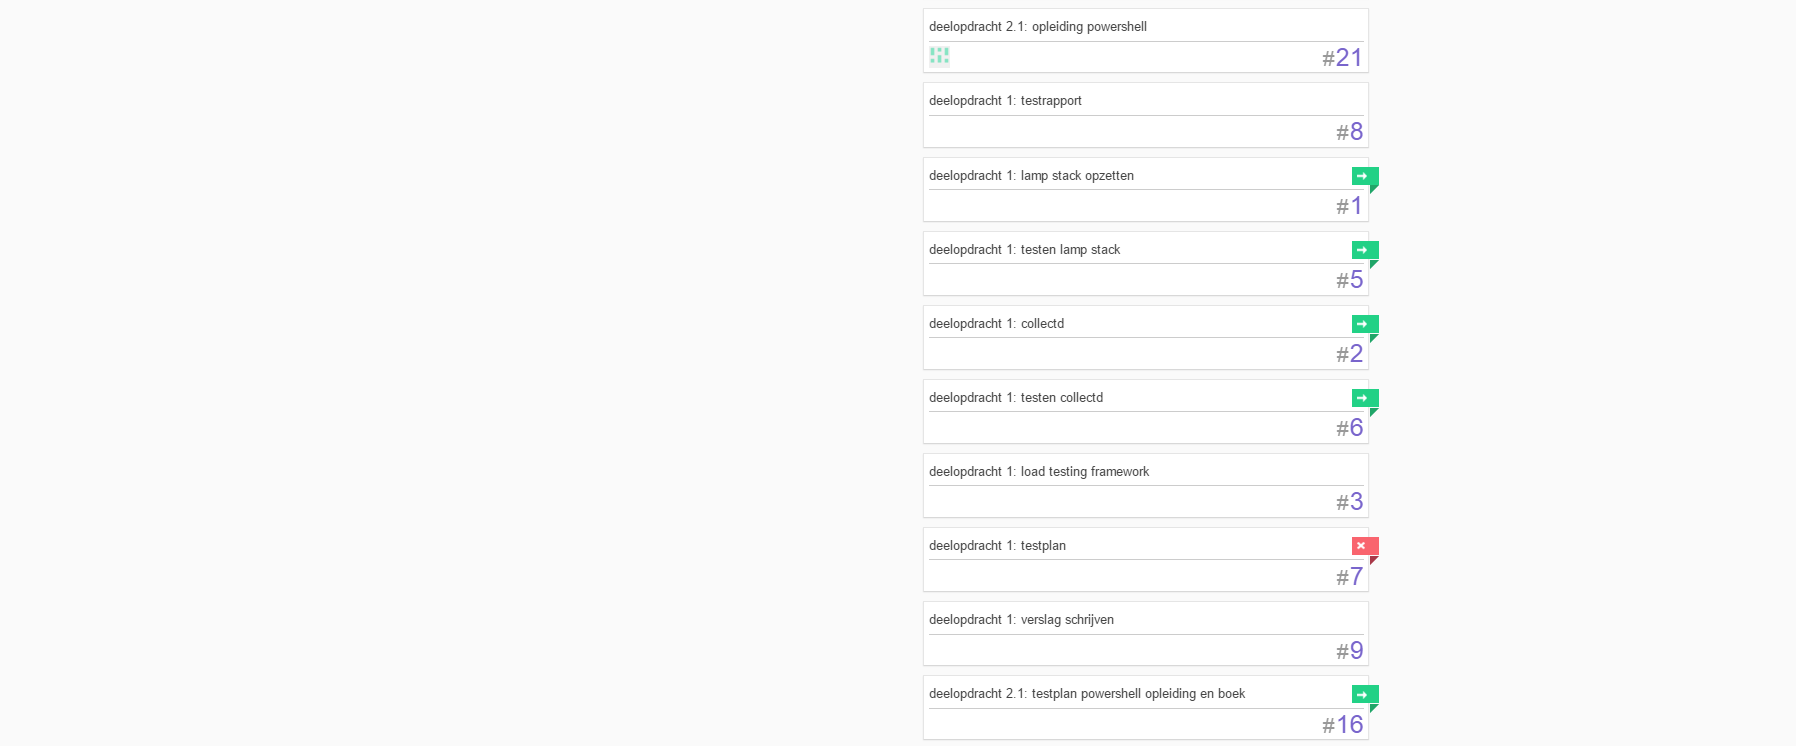 deelopdracht 2.1: opleiding powershell
#21
deelopdracht 1: testrapport
#8
deelopdracht 1: lamp stack opzetten
#1
deelopdracht 1: testen lamp stack
#5
deelopdracht 1: collectd
#2
deelopdracht 1: testen collectd
#6
deelopdracht 1: load testing framework
#3
deelopdracht 1: testplan
#7
deelopdracht 1: verslag schrijven
#9
deelopdracht 2.1: testplan powershell opleiding en boek
#16